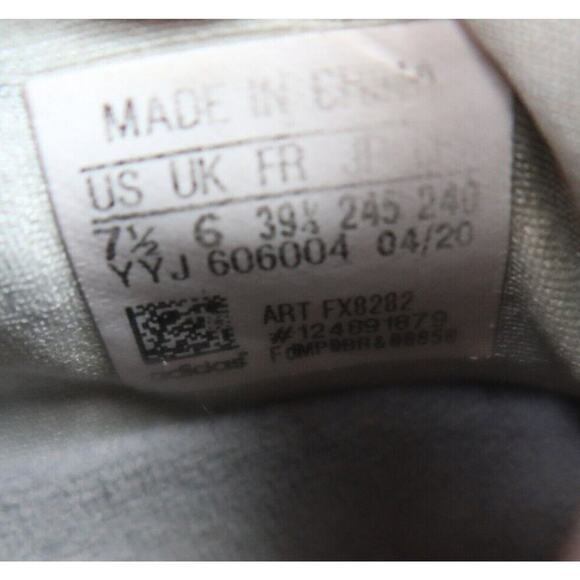 MADE IN CHINA
US UK FR JP
7½ 6 39⅓ 245 240
YYJ 606004 04/20
ART FX8282
#124891879
adidas